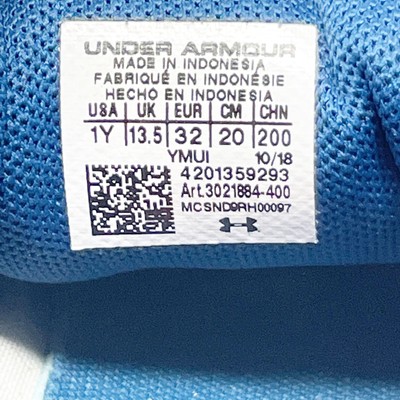 UNDER ARMOUR
MADE IN INDONESIA
FABRIQUÉ EN INDONÉSIE
HECHO EN INDONESIA
USA UK EUR CM CHN
1Y 13.5 32 20 200
YMUI 10/18
4201359293
Art.3021884-400
MCSND9RH00097